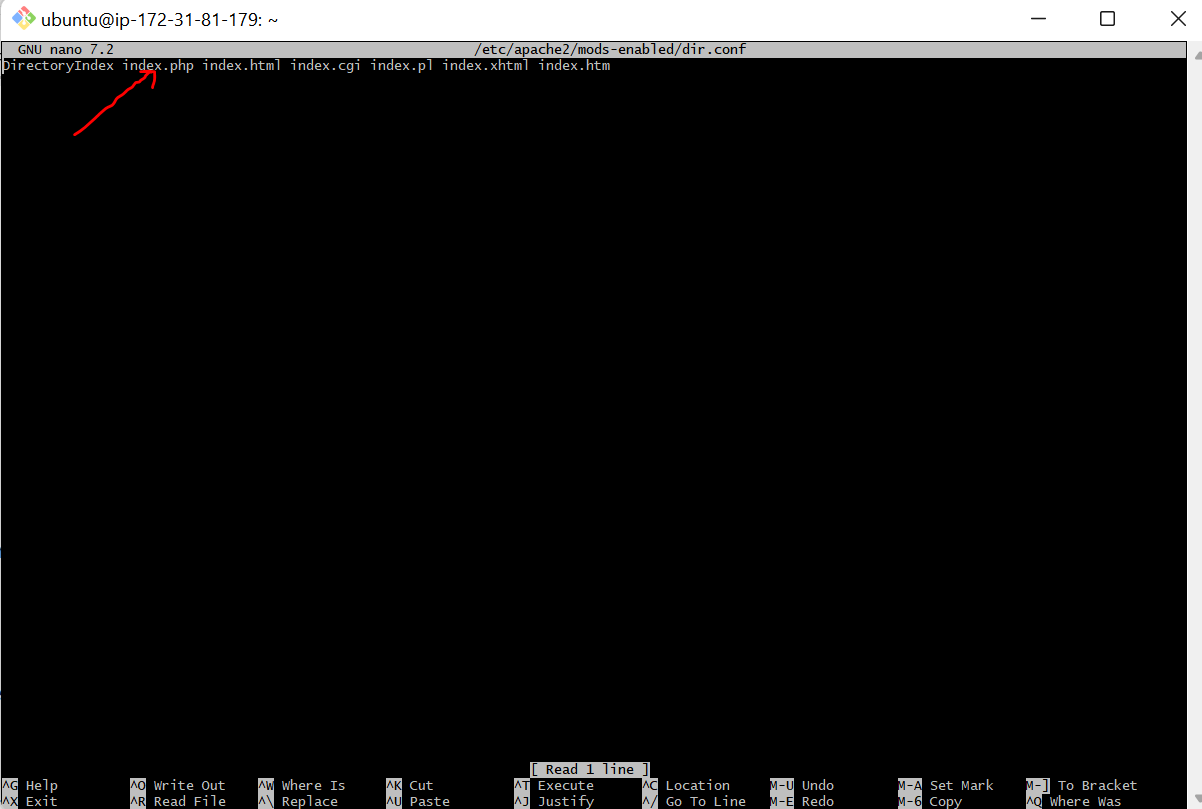 ubuntu@ip-172-31-81-179: ~
GNU nano 7.2 /etc/apache2/mods-enabled/dir.conf
DirectoryIndex index.php index.html index.cgi index.pl index.xhtml index.htm
[ Read 1 line ]
^G Help ^O Write Out ^W Where Is ^K Cut ^T Execute ^C Location M-U Undo M-A Set Mark M-] To Bracket
^X Exit ^R Read File ^\ Replace ^U Paste ^J Justify ^/ Go To Line M-E Redo M-6 Copy ^Q Where Was